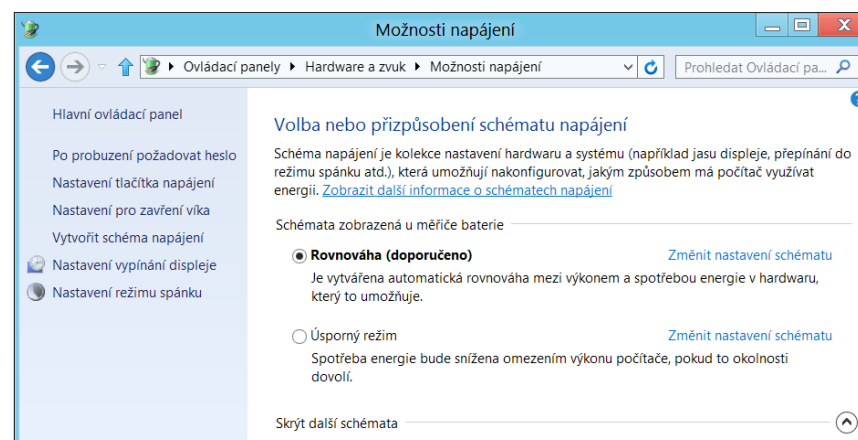 Možnosti napájení
Ovládací panely Hardware a zvuk Možnosti napájení
Prohledat Ovládací pa...
Hlavní ovládací panel
Po probuzení požadovat heslo
Nastavení tlačítka napájení
Nastavení pro zavření víka
Vytvořit schéma napájení
Nastavení vypínání displeje
Nastavení režimu spánku
Volba nebo přizpůsobení schématu napájení
Schéma napájení je kolekce nastavení hardwaru a systému (například jasu displeje, přepínání do
režimu spánku atd.), která umožňují nakonfigurovat, jakým způsobem má počítač využívat
energii. Zobrazit další informace o schématech napájení
Schémata zobrazená u měřiče baterie
Rovnováha (doporučeno) Změnit nastavení schématu
Je vytvářena automatická rovnováha mezi výkonem a spotřebou energie v hardwaru,
který to umožňuje.
Úsporný režim Změnit nastavení schématu
Spotřeba energie bude snížena omezením výkonu počítače, pokud to okolnosti
dovolí.
Skrýt další schémata